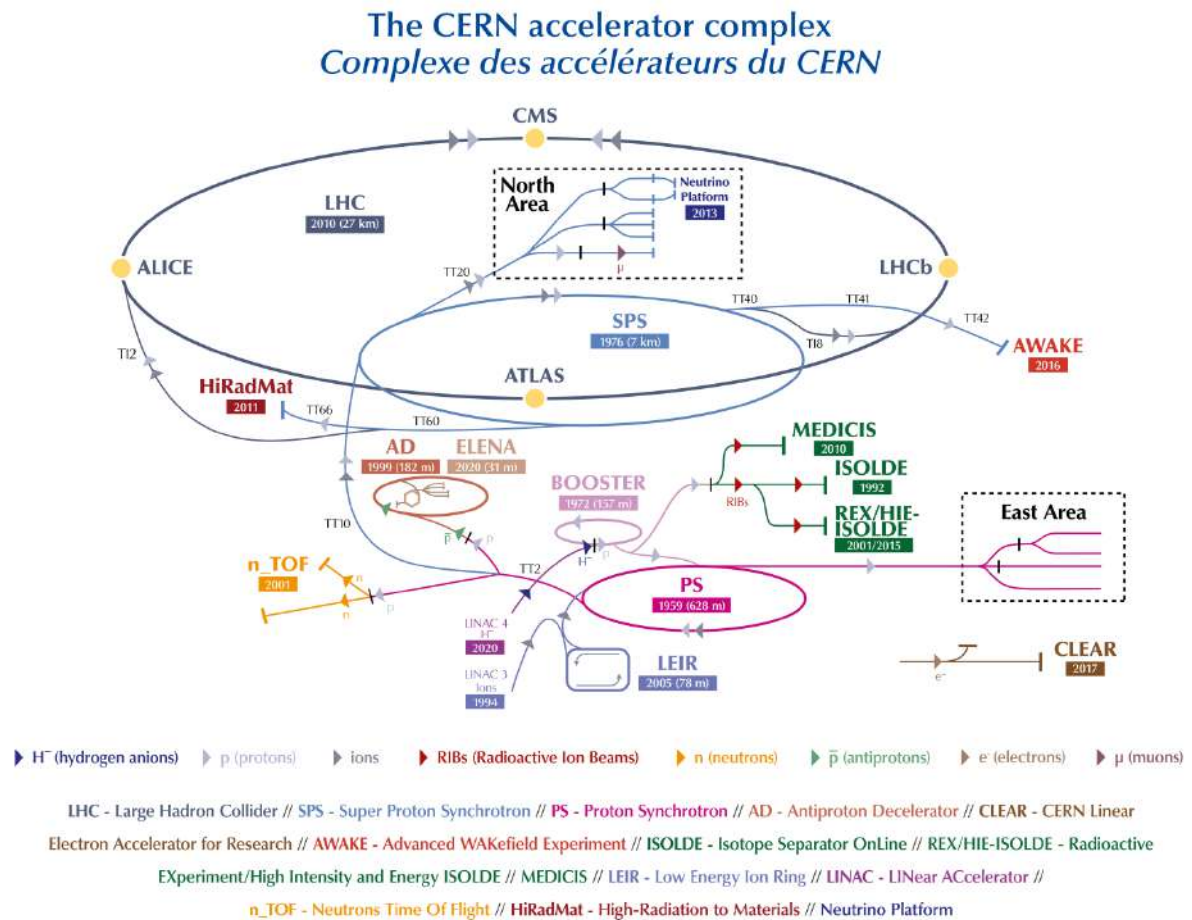 The CERN accelerator complex
Complexe des accélérateurs du CERN
CMS
North
Area
Neutrino
Platform
2013
LHC
2010 (27 km)
ALICE
LHCb
μ
TT20
TT40
TT41
TT42
SPS
1976 (7 km)
TI8
TI2
AWAKE
2016
ATLAS
HiRadMat
2011
TT66
TT60
AD
1999 (182 m)
ELENA
2020 (31 m)
MEDICIS
2010
BOOSTER
1972 (157 m)
ISOLDE
1992
RIBs
REX/HIE-
ISOLDE
2001/2015
East Area
TT10
p̅
p
H⁻
p
TT2
n_TOF
2001
n
n
p
PS
1959 (628 m)
LINAC 4
H⁻
2020
LINAC 3
Ions
1994
LEIR
2005 (78 m)
CLEAR
2017
e⁻
H⁻ (hydrogen anions)
p (protons)
ions
RIBs (Radioactive Ion Beams)
n (neutrons)
p̅ (antiprotons)
e⁻ (electrons)
μ (muons)
LHC - Large Hadron Collider // SPS - Super Proton Synchrotron // PS - Proton Synchrotron // AD - Antiproton Decelerator // CLEAR - CERN Linear
Electron Accelerator for Research // AWAKE - Advanced WAKefield Experiment // ISOLDE - Isotope Separator OnLine // REX/HIE-ISOLDE - Radioactive
EXperiment/High Intensity and Energy ISOLDE // MEDICIS // LEIR - Low Energy Ion Ring // LINAC - LINear ACcelerator //
n_TOF - Neutrons Time Of Flight // HiRadMat - High-Radiation to Materials // Neutrino Platform